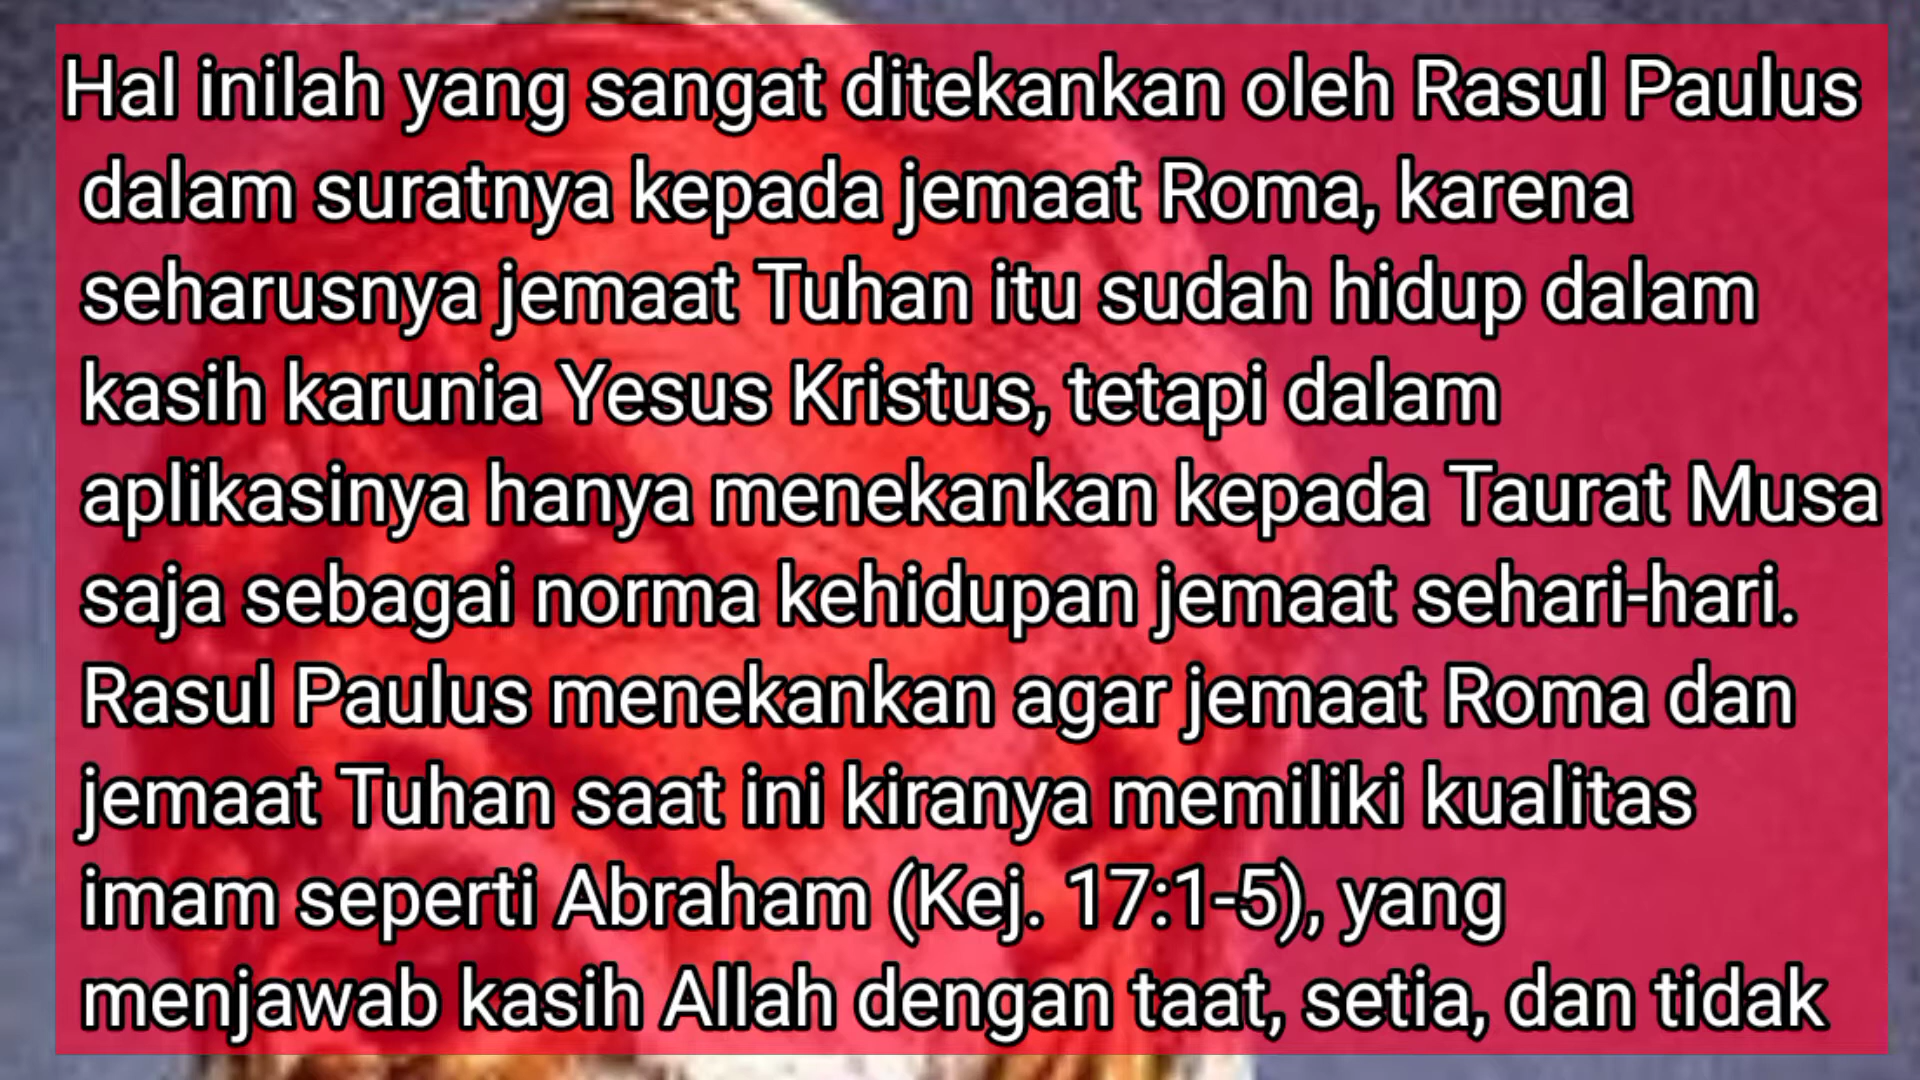 Hal inilah yang sangat ditekankan oleh Rasul Paulus
dalam suratnya kepada jemaat Roma, karena
seharusnya jemaat Tuhan itu sudah hidup dalam
kasih karunia Yesus Kristus, tetapi dalam
aplikasinya hanya menekankan kepada Taurat Musa
saja sebagai norma kehidupan jemaat sehari-hari.
Rasul Paulus menekankan agar jemaat Roma dan
jemaat Tuhan saat ini kiranya memiliki kualitas
imam seperti Abraham (Kej. 17:1-5), yang
menjawab kasih Allah dengan taat, setia, dan tidak